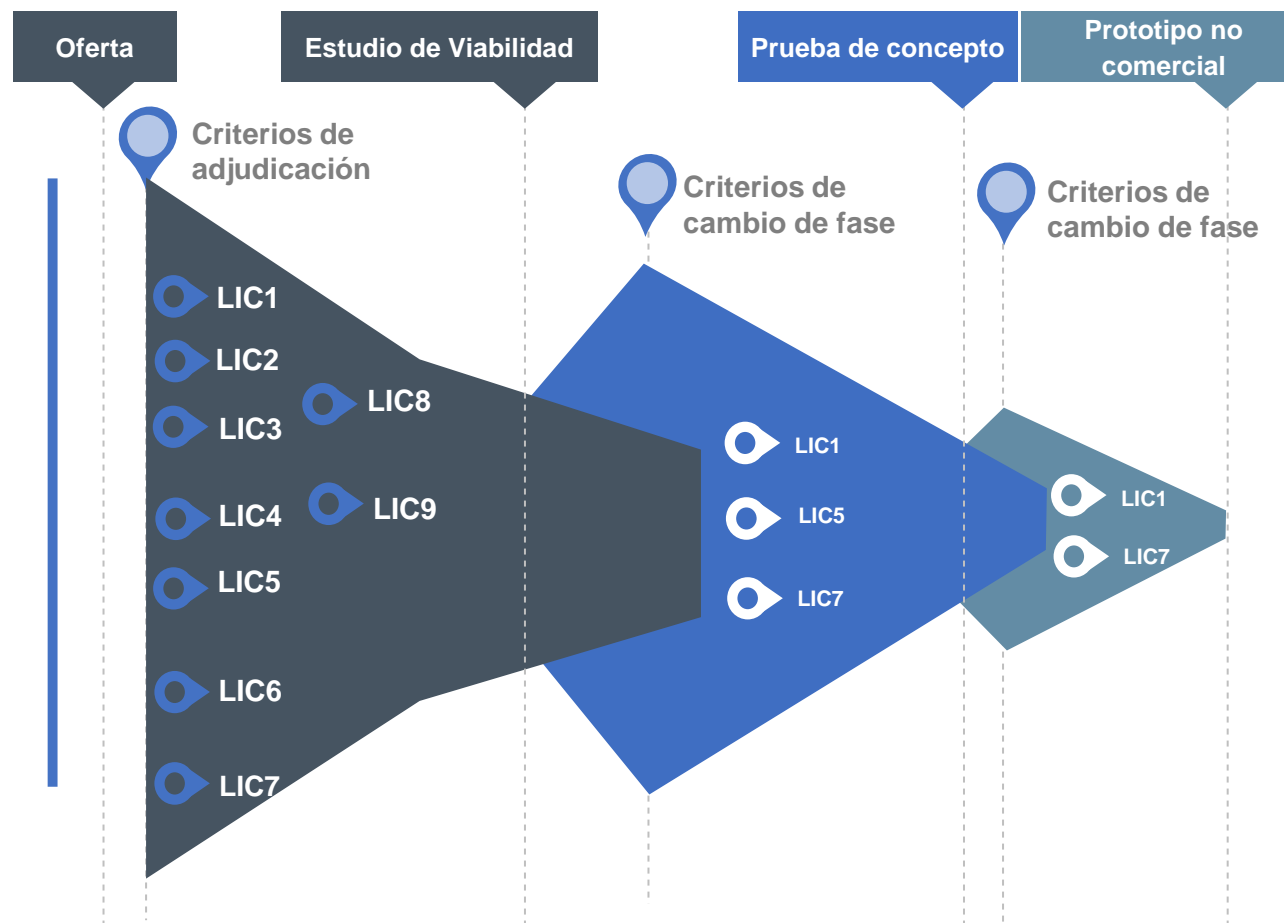 Oferta
Estudio de Viabilidad
Prueba de concepto
Prototipo no
comercial
Criterios de
adjudicación
Criterios de
cambio de fase
Criterios de
cambio de fase
LIC1
LIC2
LIC3
LIC4
LIC5
LIC6
LIC7
LIC8
LIC9
LIC1
LIC5
LIC7
LIC1
LIC7